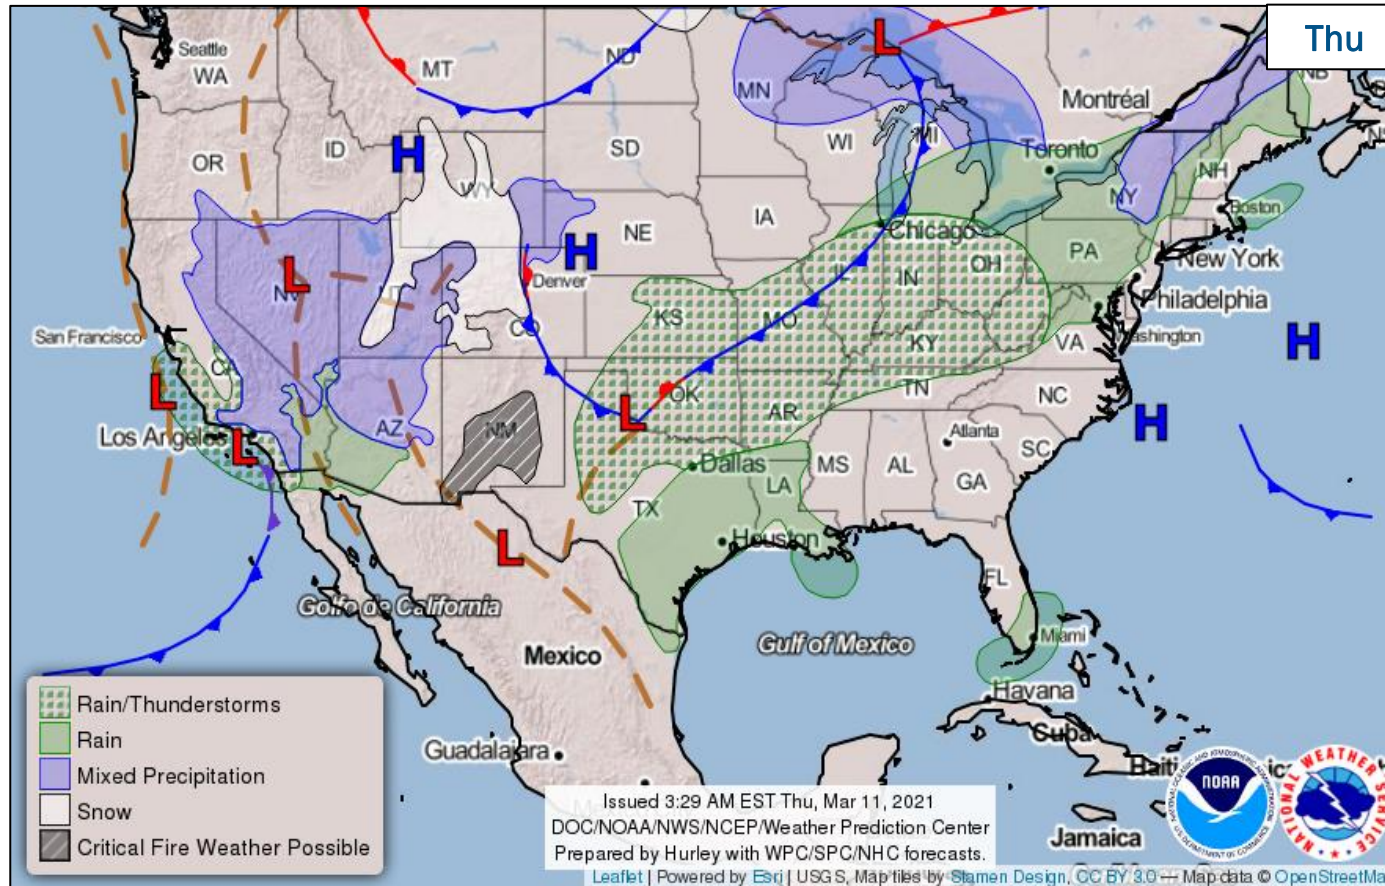 Thu
Seattle
WA
MT
ND
MN
Montréal
NB
OR
ID
SD
WI
MI
Toronto
NH
WY
NY
Boston
IA
NE
Chicago
PA
New York
NV
UT
Denver
IL
IN
OH
Philadelphia
San Francisco
CO
KS
MO
KY
VA
CA
OK
TN
NC
Los Angeles
AZ
NM
AR
Atlanta
SC
Dallas
MS
AL
GA
TX
LA
Houston
FL
Golfo de California
Mexico
Gulf of Mexico
Miami
Havana
Cuba
Guadalajara
Jamaica
H
H
H
H
L
L
L
L
L
L
Rain/Thunderstorms
Rain
Mixed Precipitation
Snow
Critical Fire Weather Possible
Issued 3:29 AM EST Thu, Mar 11, 2021
DOC/NOAA/NWS/NCEP/Weather Prediction Center
Prepared by Hurley with WPC/SPC/NHC forecasts.
NOAA
NATIONAL WEATHER SERVICE
Leaflet | Powered by Esri | USGS, Map tiles by Stamen Design, CC BY 3.0 — Map data © OpenStreetMa